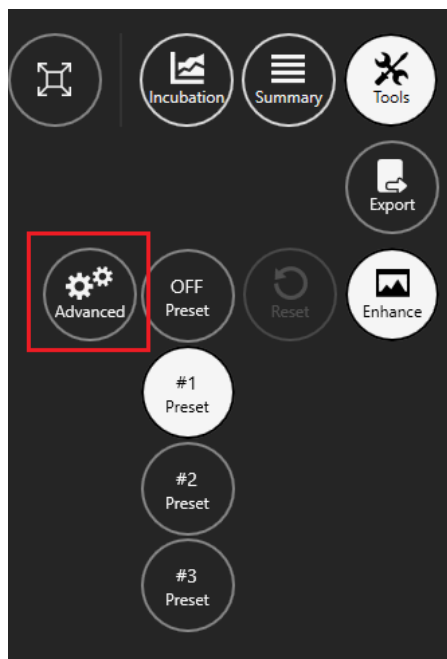 Incubation
Summary
Tools
Export
Advanced
OFF
Preset
Reset
Enhance
#1
Preset
#2
Preset
#3
Preset